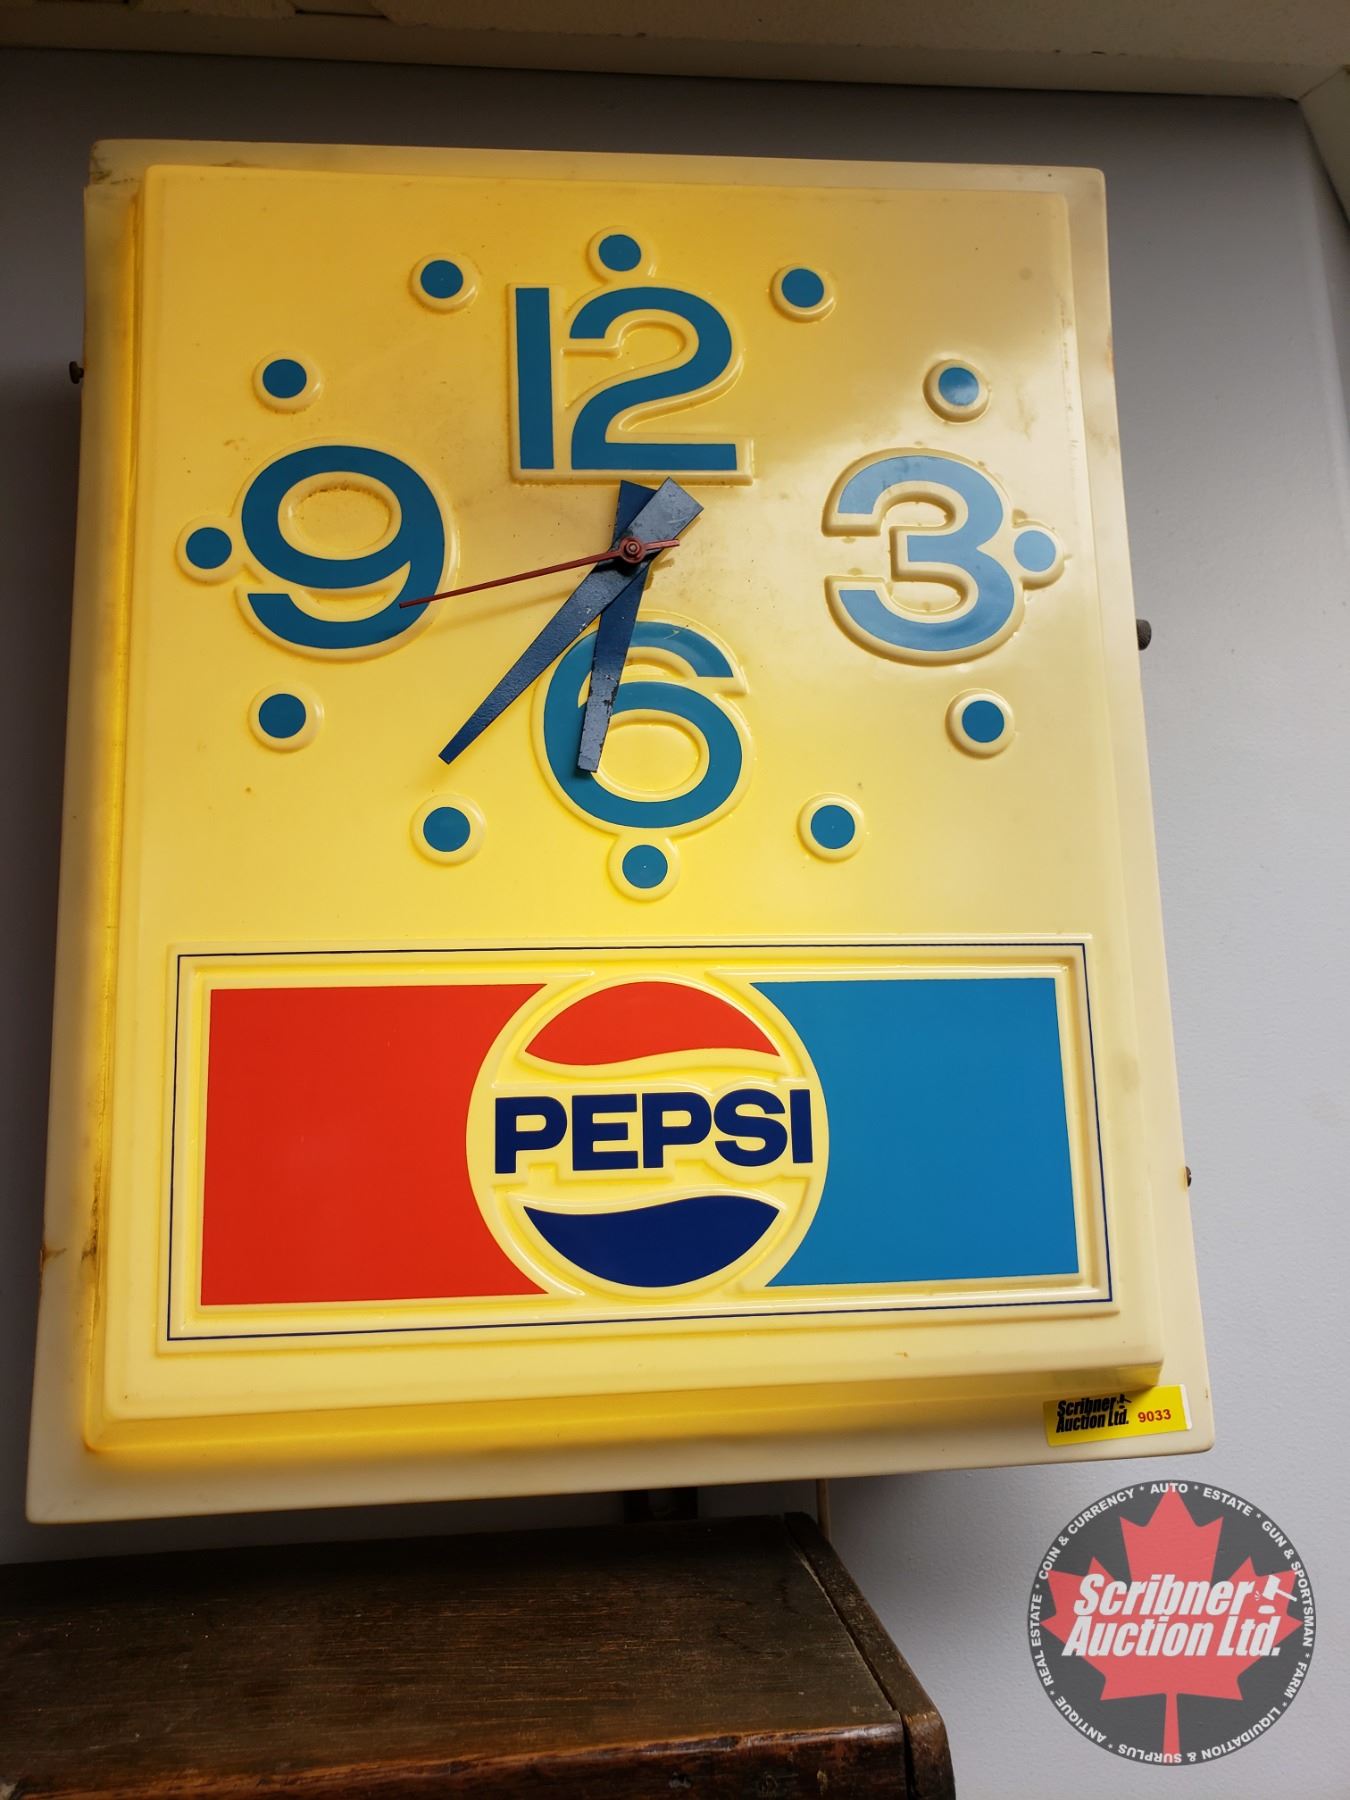 12
9
3
6
PEPSI
Scribner
Auction Ltd. 9033
* COIN & CURRENCY * AUTO * ESTATE * GUN & SPORTSMAN * FARM * LIQUIDATION & SURPLUS * ANTIQUE * REAL ESTATE
Scribner
Auction Ltd.